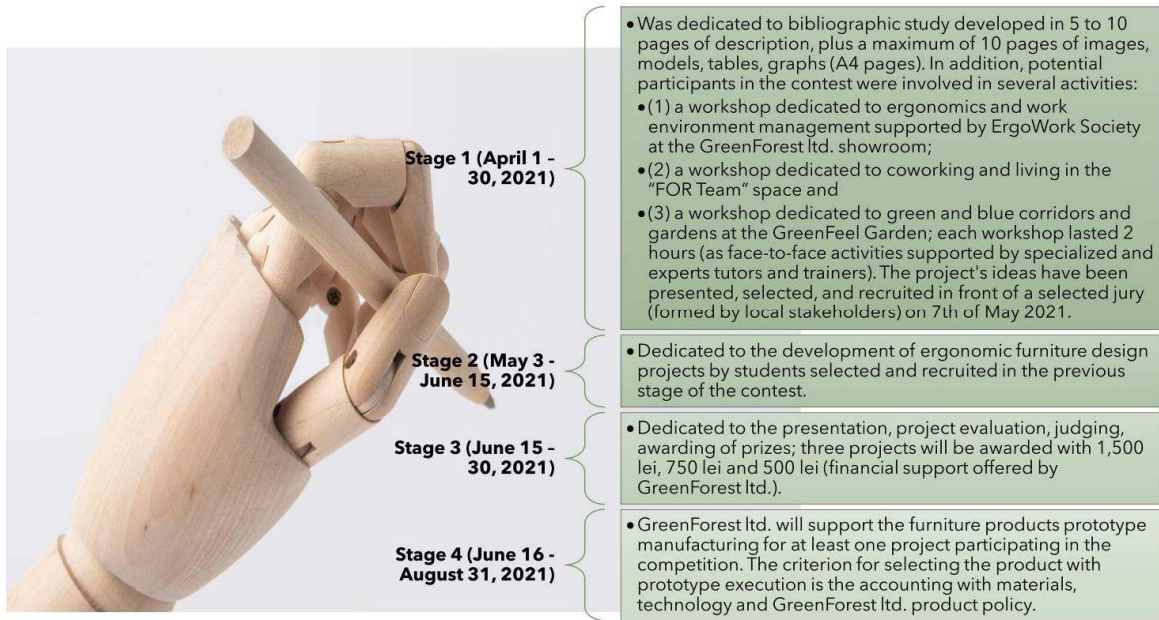 Stage 1 (April 1 –
30, 2021)
• Was dedicated to bibliographic study developed in 5 to 10
pages of description, plus a maximum of 10 pages of images,
models, tables, graphs (A4 pages). In addition, potential
participants in the contest were involved in several activities:
• (1) a workshop dedicated to ergonomics and work
environment management supported by ErgoWork Society
at the GreenForest ltd. showroom;
• (2) a workshop dedicated to coworking and living in the
"FOR Team" space and
• (3) a workshop dedicated to green and blue corridors and
gardens at the GreenFeel Garden; each workshop lasted 2
hours (as face-to-face activities supported by specialized and
experts tutors and trainers). The project's ideas have been
presented, selected, and recruited in front of a selected jury
(formed by local stakeholders) on 7th of May 2021.
Stage 2 (May 3 -
June 15, 2021)
• Dedicated to the development of ergonomic furniture design
projects by students selected and recruited in the previous
stage of the contest.
Stage 3 (June 15 –
30, 2021)
• Dedicated to the presentation, project evaluation, judging,
awarding of prizes; three projects will be awarded with 1,500
lei, 750 lei and 500 lei (financial support offered by
GreenForest ltd.).
Stage 4 (June 16 -
August 31, 2021)
• GreenForest ltd. will support the furniture products prototype
manufacturing for at least one project participating in the
competition. The criterion for selecting the product with
prototype execution is the accounting with materials,
technology and GreenForest ltd. product policy.